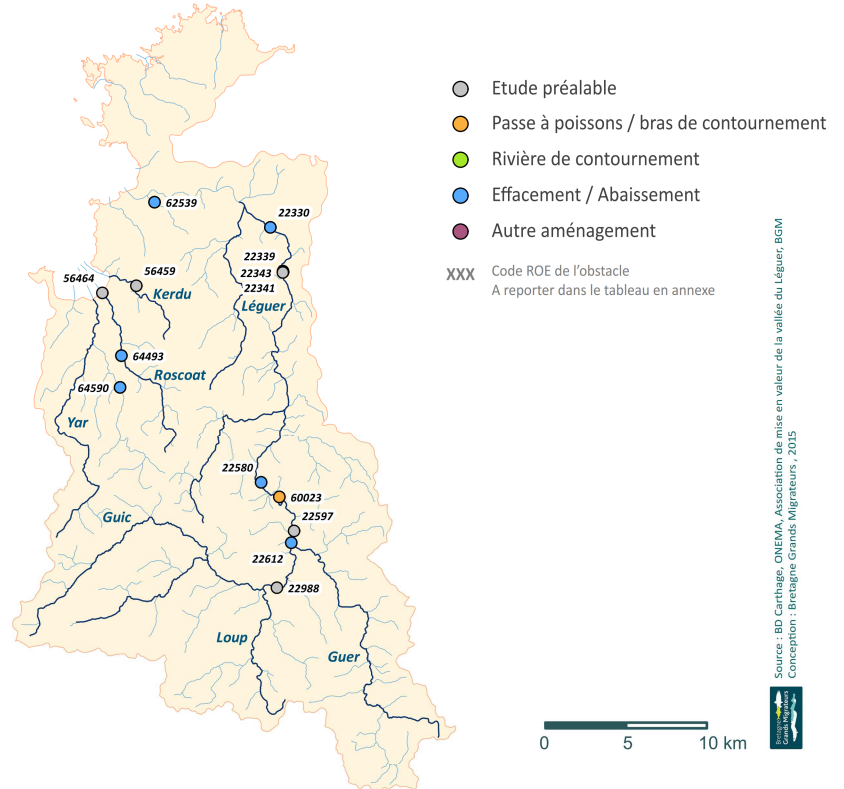 Etude préalable
Passe à poissons / bras de contournement
Rivière de contournement
Effacement / Abaissement
Autre aménagement
XXX Code ROE de l'obstacle
A reporter dans le tableau en annexe
62539
22330
22339
22343
22341
56464
56459
Kerdu
Léguer
64493
Roscoat
64590
Yar
22580
60023
22597
Guic
22612
22988
Loup
Guer
0 5 10 km
Source : BD Carthage, ONEMA, Association de mise en valeur de la vallée du Léguer, BGM
Conception : Bretagne Grands Migrateurs , 2015
Bretagne
Grands Migrateurs